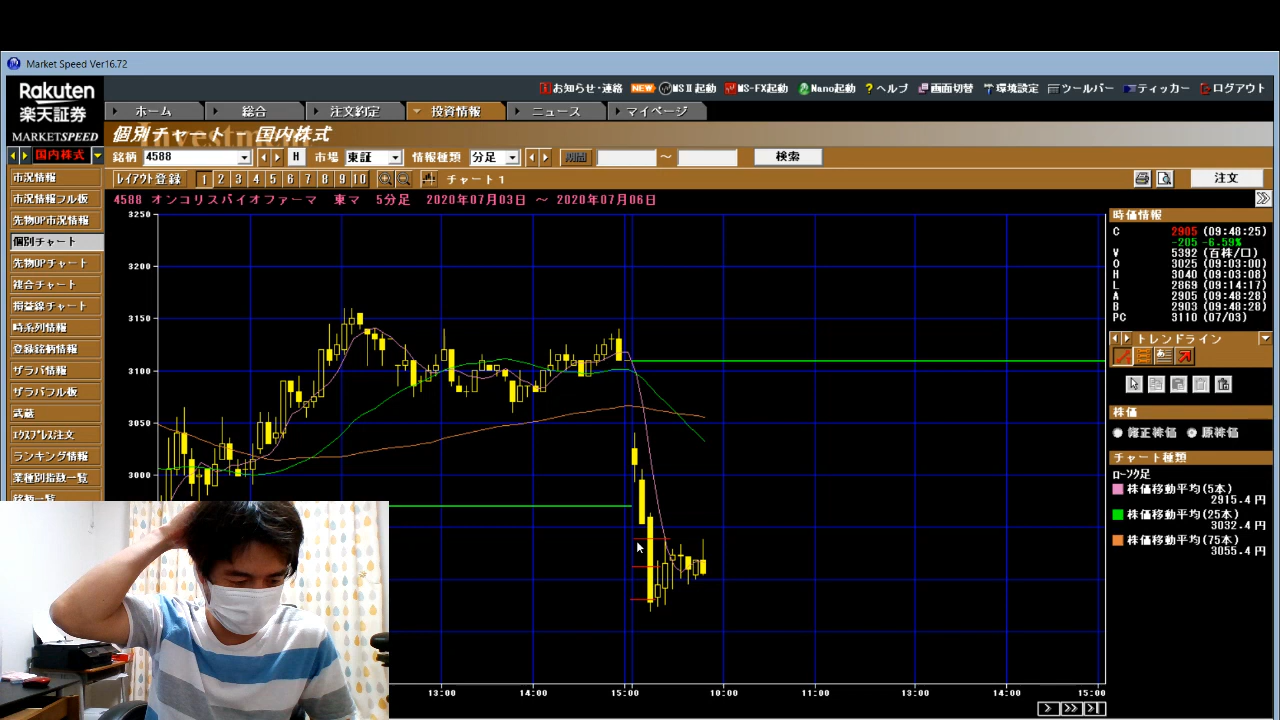 Market Speed Ver16.72
Rakuten
楽天証券
MARKETSPEED
お知らせ・連絡 NEW MSⅡ起動 MS-FX起動 Nano起動 ? ヘルプ 画面切替 環境設定 ツールバー ティッカー ログアウト
ホーム 総合 注文約定 投資情報 ニュース マイページ
個別チャート - 国内株式
国内株式 銘柄 4588 H 市場 東証 情報種類 分足 期間 ～ 検索
レイアウト登録 1 2 3 4 5 6 7 8 9 10 チャート1 注文
4588 オンコリスバイオファーマ 東マ 5分足 2020年07月03日 ～ 2020年07月06日
市況情報
市況情報フル板
先物OP市況情報
個別チャート
先物OPチャート
複合チャート
損益線チャート
時系列情報
登録銘柄情報
ザラバ情報
ザラバフル板
武蔵
エクスプレス注文
ランキング情報
業種別指数一覧
銘柄一覧
3250
3200
3150
3100
3050
3000
13:00 14:00 15:00 10:00 11:00 13:00 14:00 15:00
時価情報
C 2905 (09:48:25)
-205 -6.59%
V 5392 (百株/口)
O 3025 (09:03:00)
H 3040 (09:03:08)
L 2869 (09:14:17)
A 2905 (09:48:28)
B 2903 (09:48:28)
PC 3110 (07/03)
トレンドライン
株価
修正株価 原株価
チャート種類
ローソク足
株価移動平均(5本)
2915.4 円
株価移動平均(25本)
3032.4 円
株価移動平均(75本)
3055.4 円